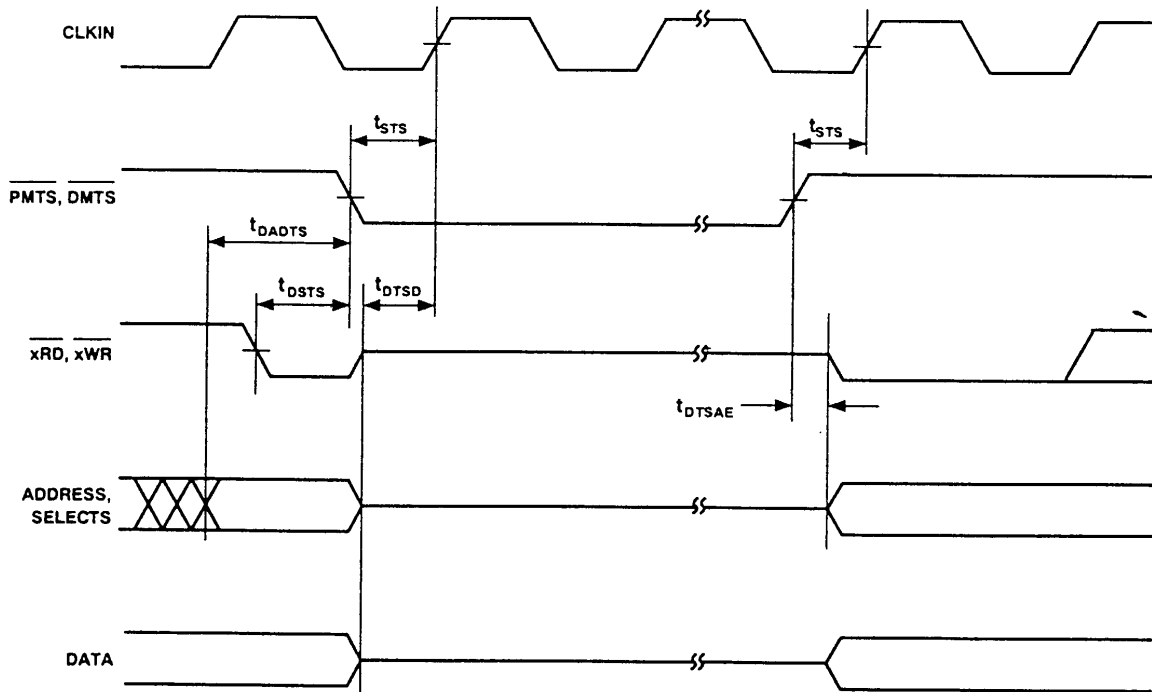 CLKIN
tSTS
tSTS
PMTS, DMTS
tDADTS
tDSTS
tDTSD
xRD, xWR
tDTSAE
ADDRESS,
SELECTS
DATA